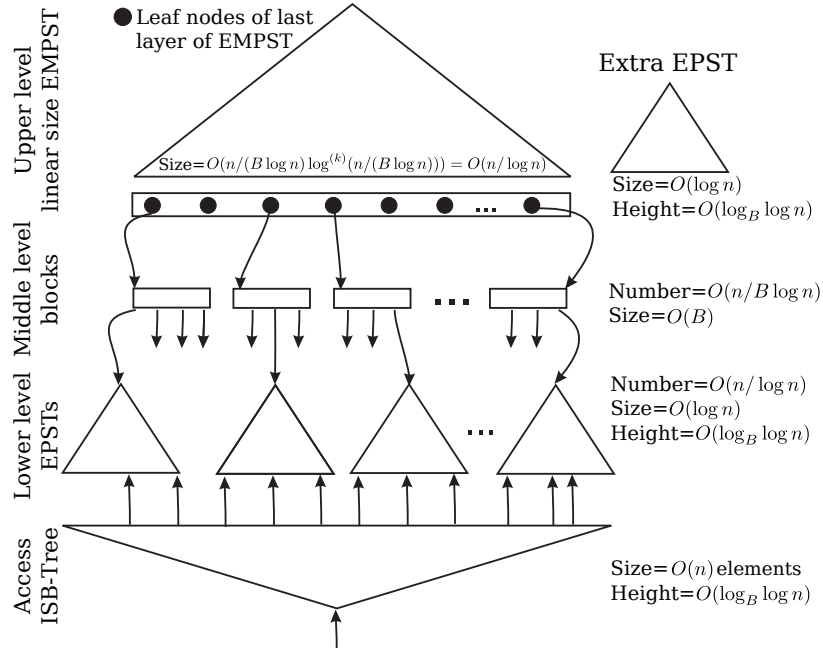 Leaf nodes of last
layer of EMPST
Upper level
linear size EMPST
Size=O(n/(B log n) log^(k)(n/(B log n))) = O(n/ log n)
...
Extra EPST
Size=O(log n)
Height=O(log_B log n)
Middle level
blocks
...
Number=O(n/B log n)
Size=O(B)
Lower level
EPSTs
...
Number=O(n/ log n)
Size=O(log n)
Height=O(log_B log n)
Access
ISB-Tree
Size=O(n) elements
Height=O(log_B log n)